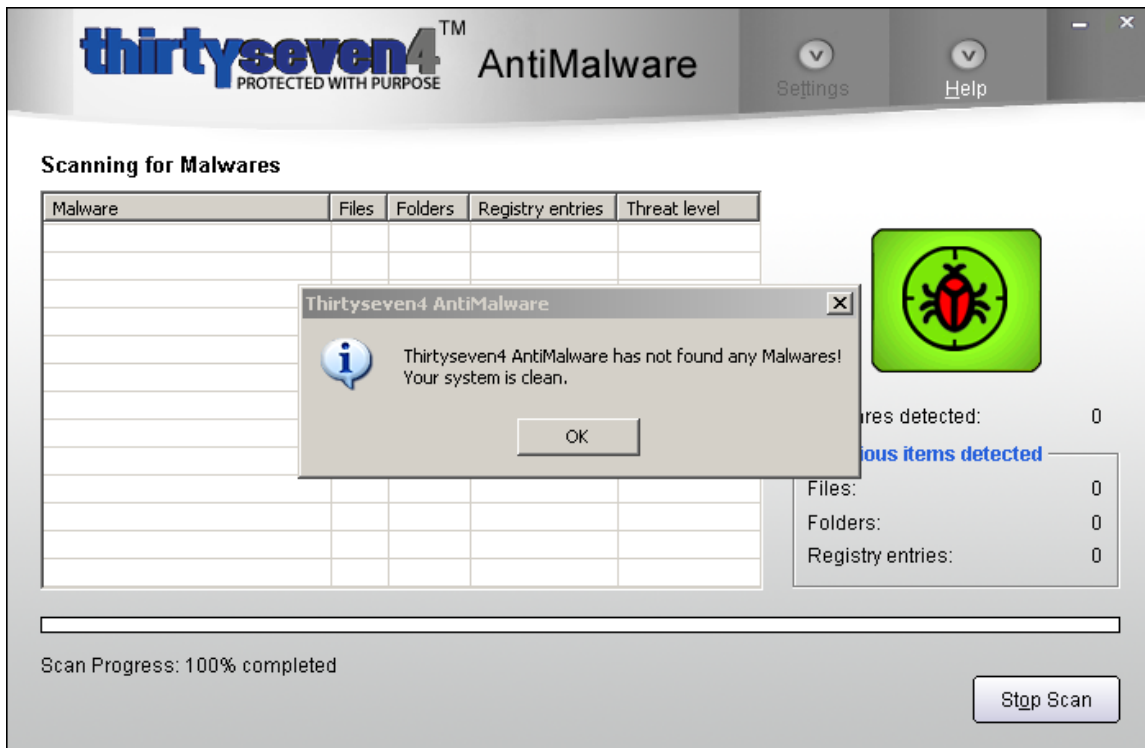 thirtyseven4™
PROTECTED WITH PURPOSE
AntiMalware
Settings
Help
Scanning for Malwares
Malware Files Folders Registry entries Threat level
Thirtyseven4 AntiMalware
Thirtyseven4 AntiMalware has not found any Malwares!
Your system is clean.
OK
detected: 0
items detected
Files: 0
Folders: 0
Registry entries: 0
Scan Progress: 100% completed
Stop Scan